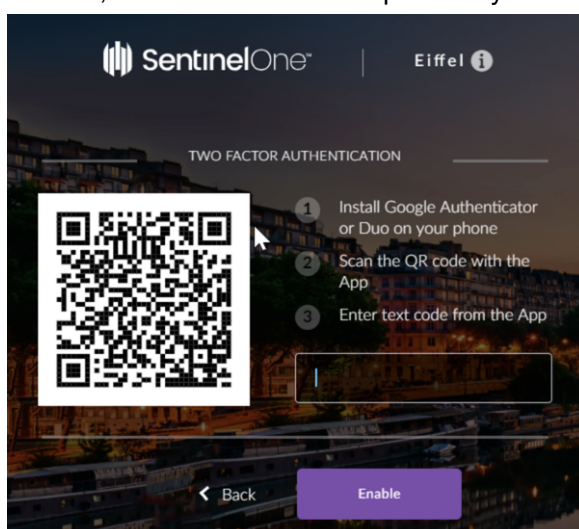 SentinelOne™
Eiffel i
TWO FACTOR AUTHENTICATION
1 Install Google Authenticator
or Duo on your phone
2 Scan the QR code with the
App
3 Enter text code from the App
Back
Enable